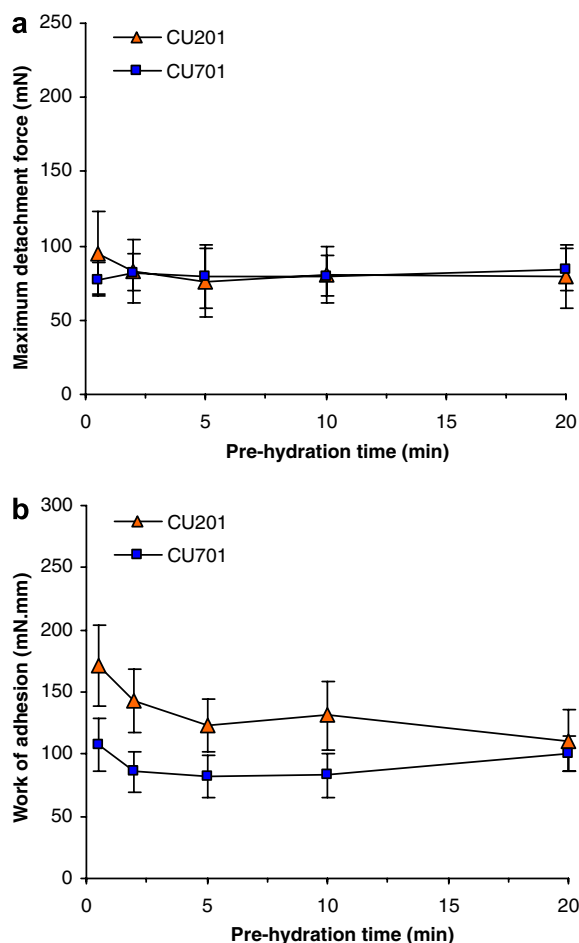 a
250
200
150
100
50
0
Maximum detachment force (mN)
CU201
CU701
0 5 10 15 20
Pre-hydration time (min)
b
300
250
200
150
100
50
0
Work of adhesion (mN.mm)
CU201
CU701
0 5 10 15 20
Pre-hydration time (min)